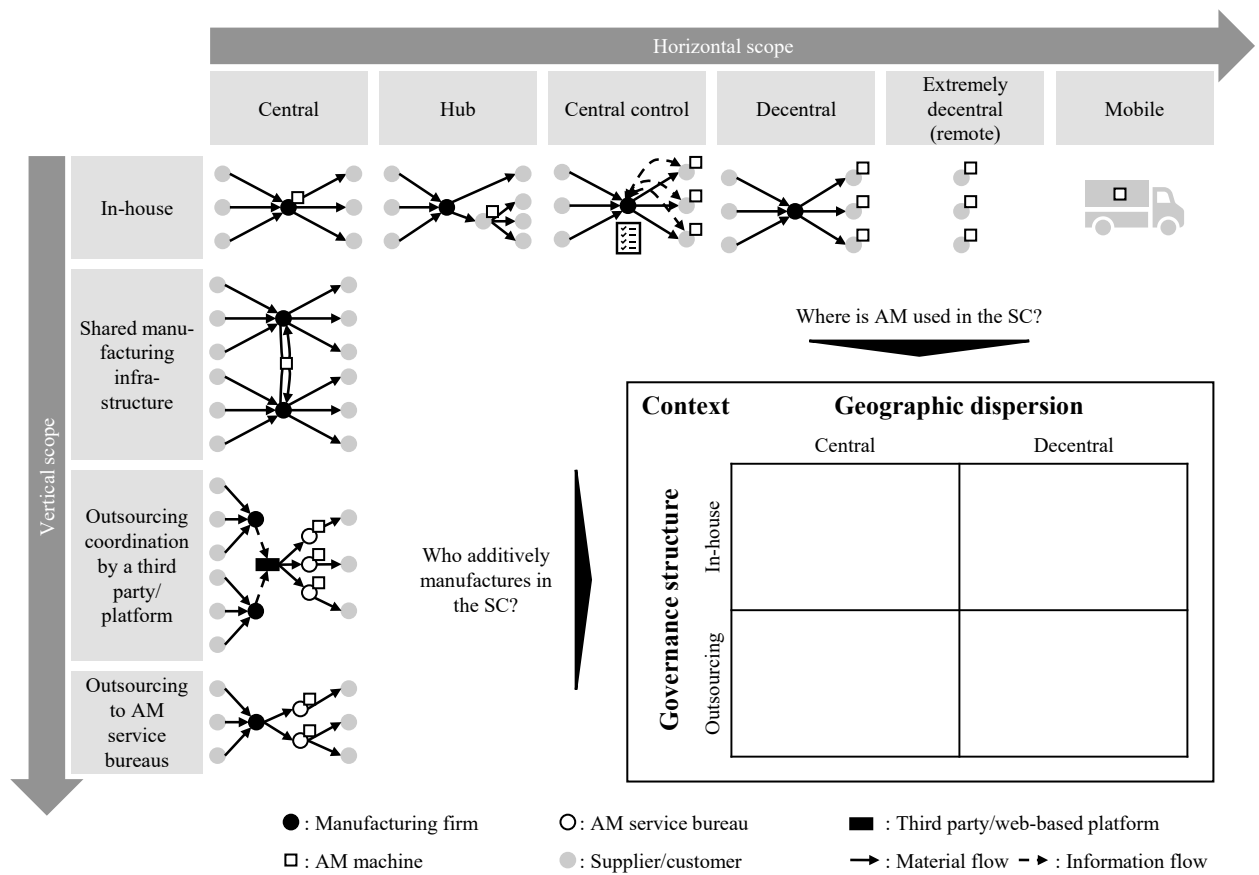 Horizontal scope
Central
Hub
Central control
Decentral
Extremely
decentral
(remote)
Mobile
Vertical scope
In-house
Shared manu-
facturing
infra-
structure
Outsourcing
coordination
by a third
party/
platform
Outsourcing
to AM
service
bureaus
Where is AM used in the SC?
Who additively
manufactures in
the SC?
Context
Geographic dispersion
Central
Decentral
Governance structure
In-house
Outsourcing
: Manufacturing firm
: AM service bureau
: Third party/web-based platform
: AM machine
: Supplier/customer
: Material flow
: Information flow